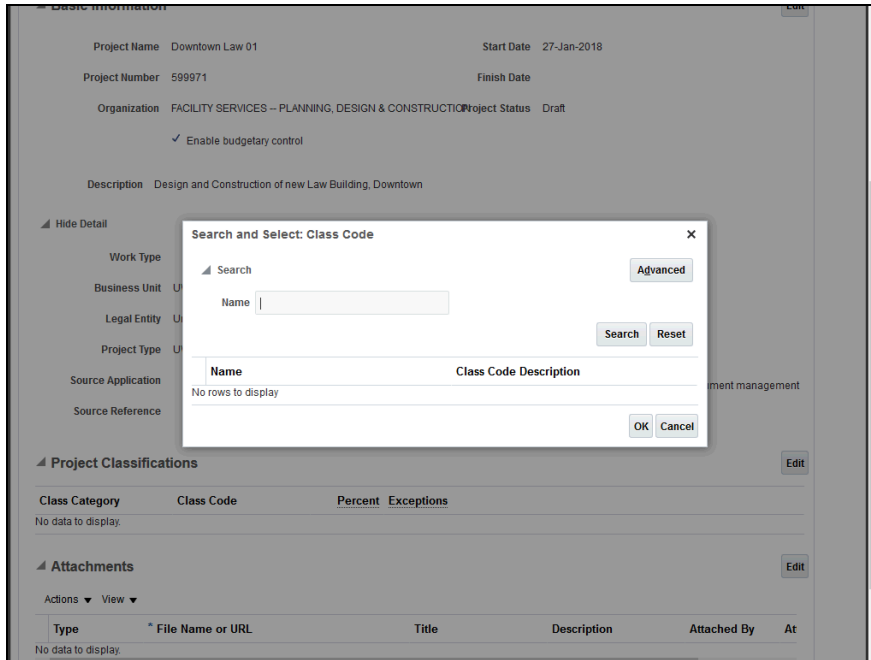 Basic Information Edit
Project Name Downtown Law 01 Start Date 27-Jan-2018
Project Number 599971 Finish Date
Organization FACILITY SERVICES -- PLANNING, DESIGN & CONSTRUCTION Project Status Draft
Enable budgetary control
Description Design and Construction of new Law Building, Downtown
Hide Detail
Search and Select: Class Code
Work Type
Search Advanced
Business Unit
Name
Legal Entity
Search Reset
Project Type
Name Class Code Description
Source Application
No rows to display management
Source Reference
OK Cancel
Project Classifications Edit
Class Category Class Code Percent Exceptions
No data to display.
Attachments Edit
Actions View
Type * File Name or URL Title Description Attached By At
No data to display.